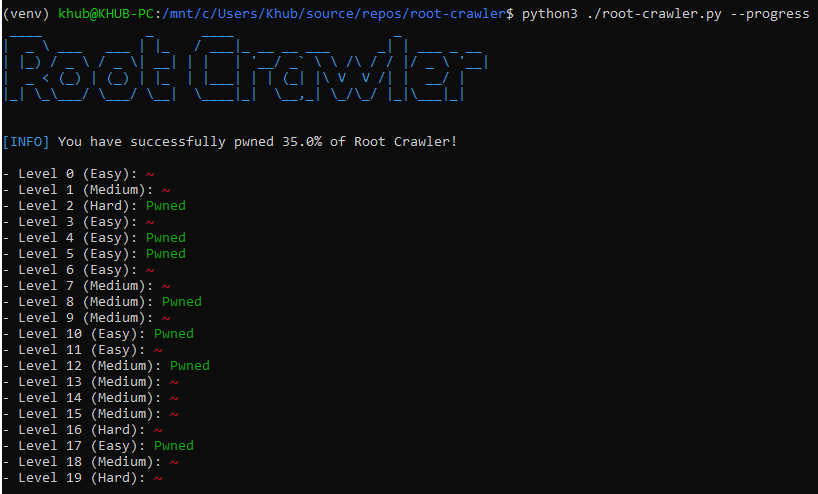 (venv) khub@KHUB-PC:/mnt/c/Users/Khub/source/repos/root-crawler$ python3 ./root-crawler.py --progress
Root Crawler
[INFO] You have successfully pwned 35.0% of Root Crawler!
- Level 0 (Easy): ~
- Level 1 (Medium): ~
- Level 2 (Hard): Pwned
- Level 3 (Easy): ~
- Level 4 (Easy): Pwned
- Level 5 (Easy): Pwned
- Level 6 (Easy): ~
- Level 7 (Medium): ~
- Level 8 (Medium): Pwned
- Level 9 (Medium): ~
- Level 10 (Easy): Pwned
- Level 11 (Easy): ~
- Level 12 (Medium): Pwned
- Level 13 (Medium): ~
- Level 14 (Medium): ~
- Level 15 (Medium): ~
- Level 16 (Hard): ~
- Level 17 (Easy): Pwned
- Level 18 (Medium): ~
- Level 19 (Hard): ~